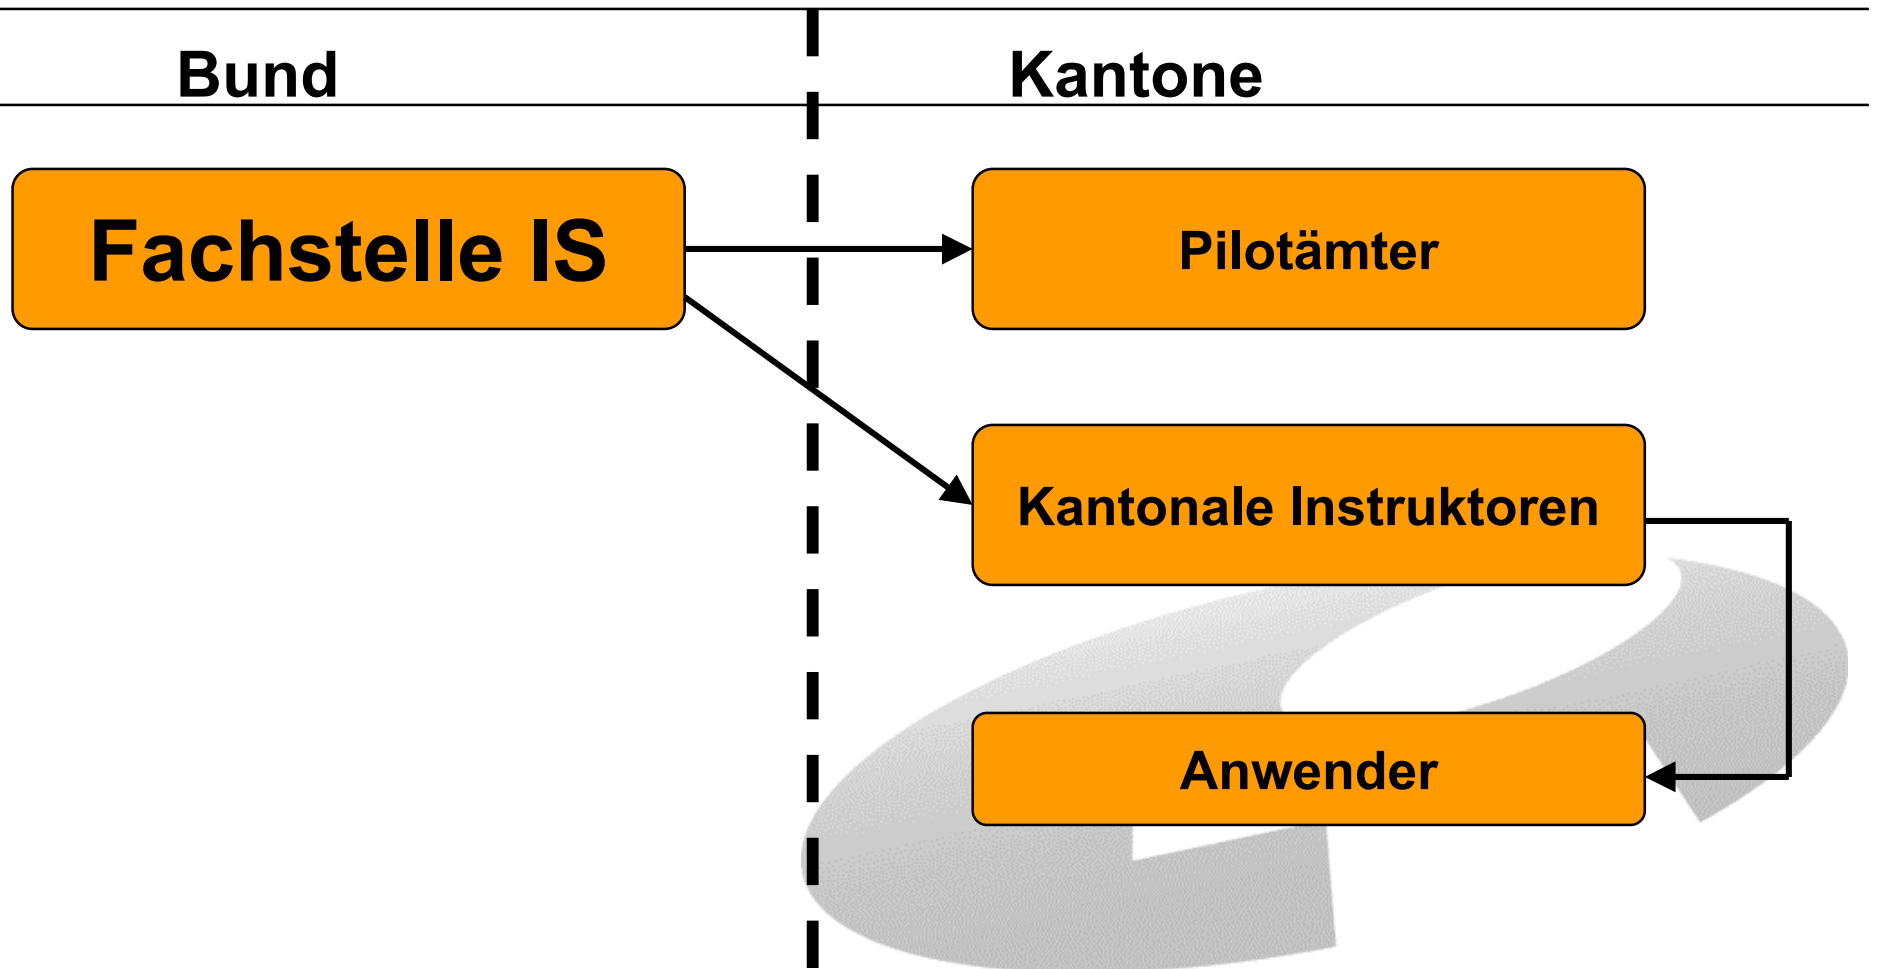 Bund
Kantone
Fachstelle IS
Pilotämter
Kantonale Instruktoren
Anwender